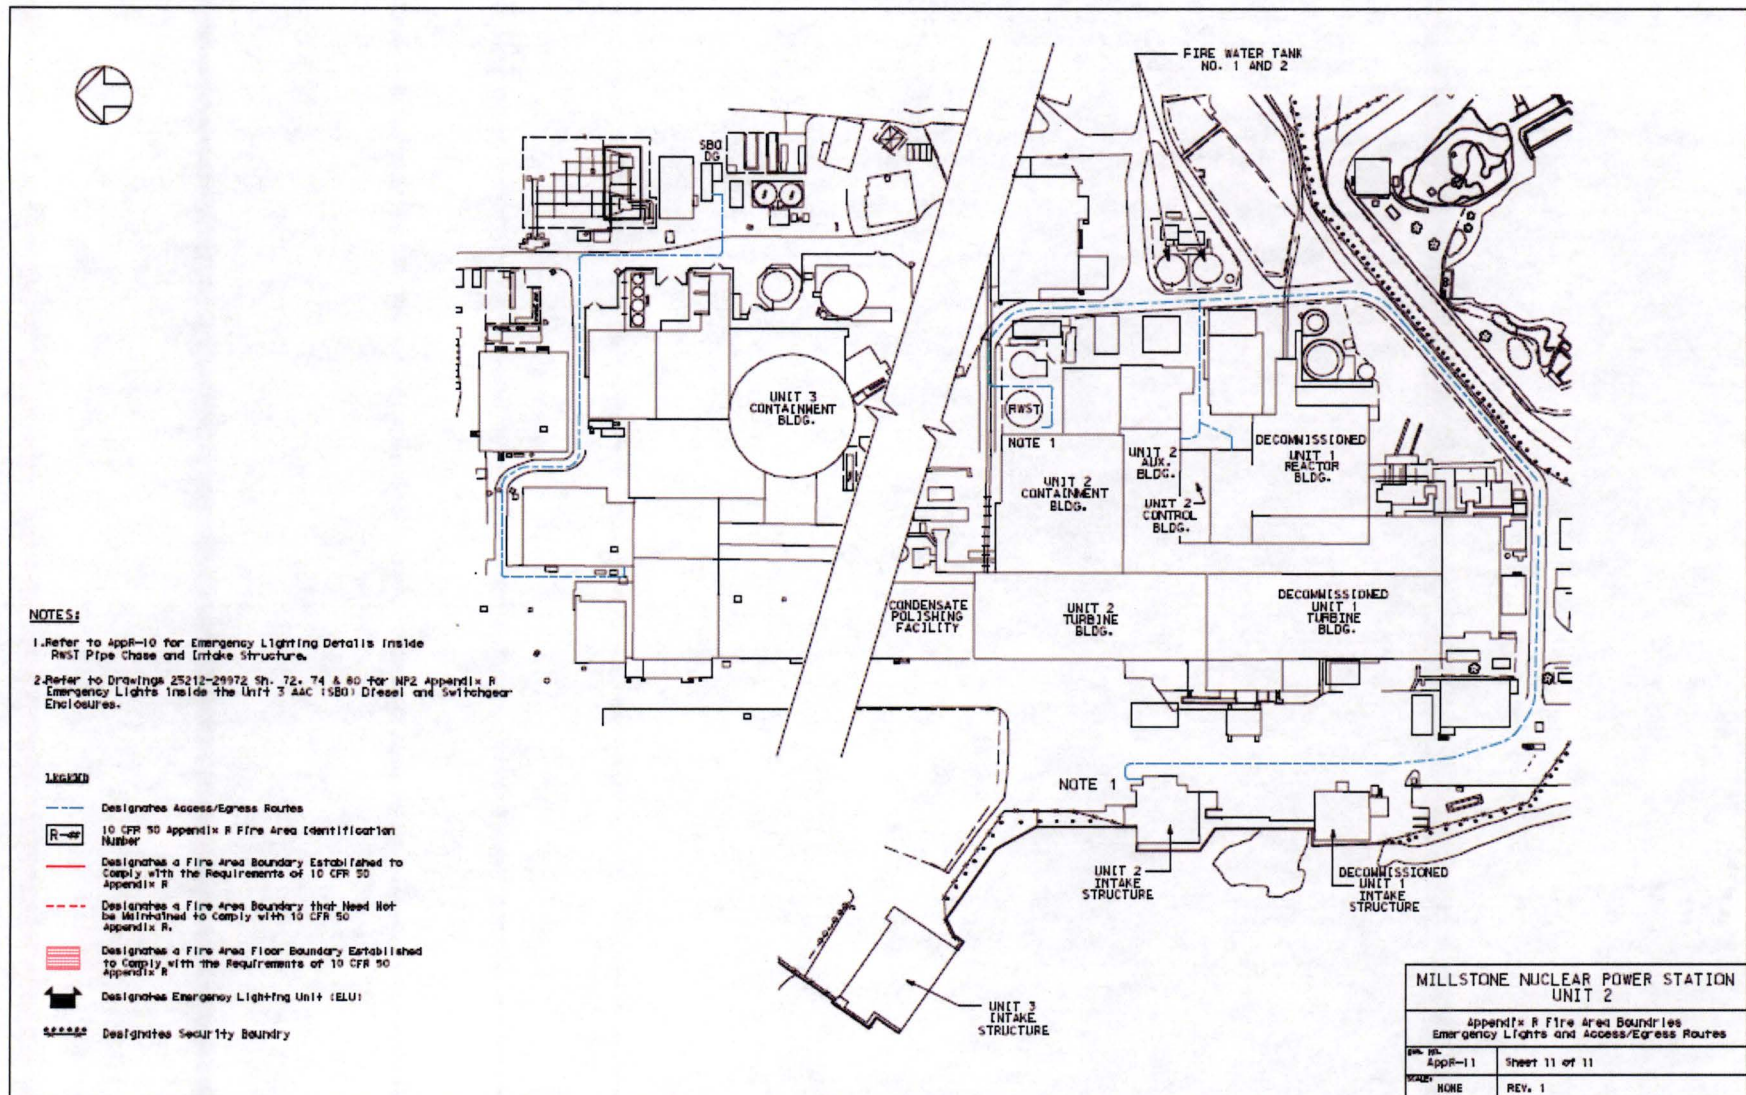 FIRE WATER TANK
NO. 1 AND 2
SBO
DG
UNIT 3
CONTAINMENT
BLDG.
RWST
NOTE 1
UNIT 2
CONTAINMENT
BLDG.
UNIT 2
AUX.
BLDG.
UNIT 2
CONTROL
BLDG.
DECOMMISSIONED
UNIT 1
REACTOR
BLDG.
CONDENSATE
POLISHING
FACILITY
UNIT 2
TURBINE
BLDG.
DECOMMISSIONED
UNIT 1
TURBINE
BLDG.
NOTE 1
UNIT 2
INTAKE
STRUCTURE
DECOMMISSIONED
UNIT 1
INTAKE
STRUCTURE
UNIT 3
INTAKE
STRUCTURE
NOTES:
1.Refer to AppR-10 for Emergency Lighting Details Inside
RWST Pipe Chase and Intake Structure.
2.Refer to Drawings 25212-29972 Sh. 72, 74 & 80 for MP2 Appendix R
Emergency Lights Inside the Unit 3 AAC (SBO) Diesel and Switchgear
Enclosures.
LEGEND
Designates Access/Egress Routes
R-#
10 CFR 50 Appendix R Fire Area Identification
Number
Designates a Fire Area Boundary Established to
Comply with the Requirements of 10 CFR 50
Appendix R
Designates a Fire Area Boundary that Need Not
be Maintained to Comply with 10 CFR 50
Appendix R.
Designates a Fire Area Floor Boundary Established
to Comply with the Requirements of 10 CFR 50
Appendix R
Designates Emergency Lighting Unit (ELU)
Designates Security Boundry
MILLSTONE NUCLEAR POWER STATION
UNIT 2
Appendix R Fire Area Boundries
Emergency Lights and Access/Egress Routes
DWG. NO.
AppR-11
Sheet 11 of 11
SCALE:
NONE
REV. 1